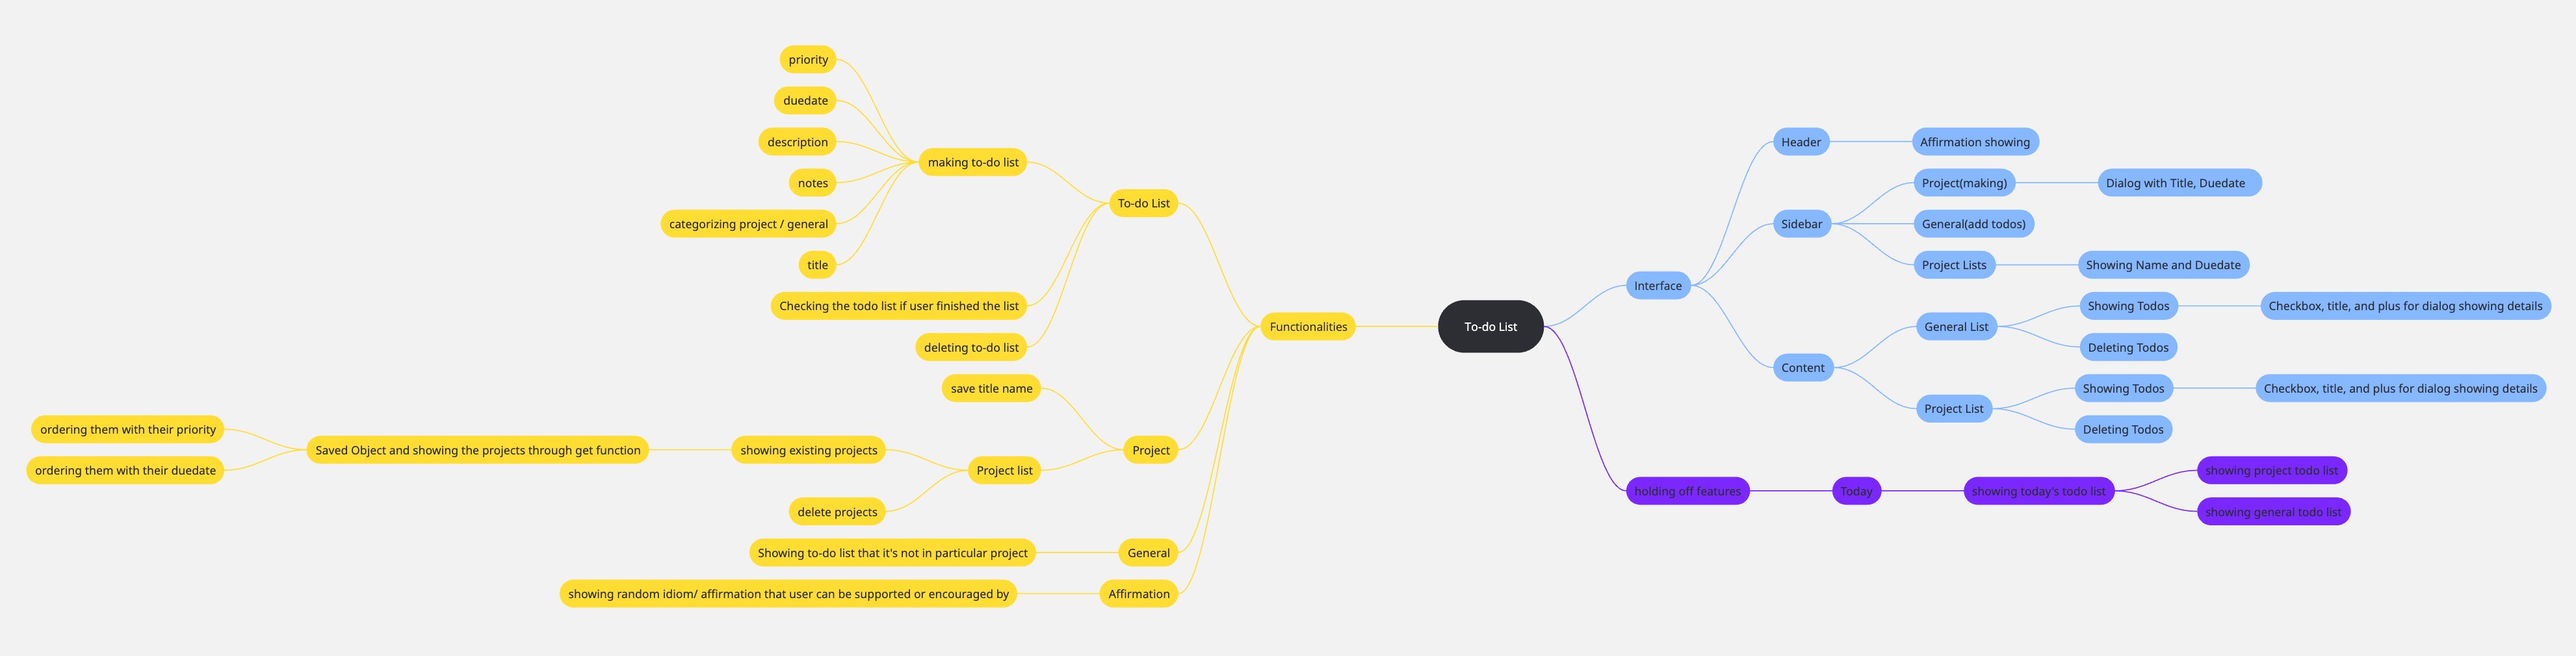 To-do List
Functionalities
To-do List
making to-do list
priority
duedate
description
notes
categorizing project / general
title
Checking the todo list if user finished the list
deleting to-do list
Project
save title name
Project list
showing existing projects
Saved Object and showing the projects through get function
ordering them with their priority
ordering them with their duedate
delete projects
General
Showing to-do list that it's not in particular project
Affirmation
showing random idiom/ affirmation that user can be supported or encouraged by
Interface
Header
Affirmation showing
Sidebar
Project(making)
Dialog with Title, Duedate
General(add todos)
Project Lists
Showing Name and Duedate
Content
General List
Showing Todos
Checkbox, title, and plus for dialog showing details
Deleting Todos
Project List
Showing Todos
Checkbox, title, and plus for dialog showing details
Deleting Todos
holding off features
Today
showing today's todo list
showing project todo list
showing general todo list